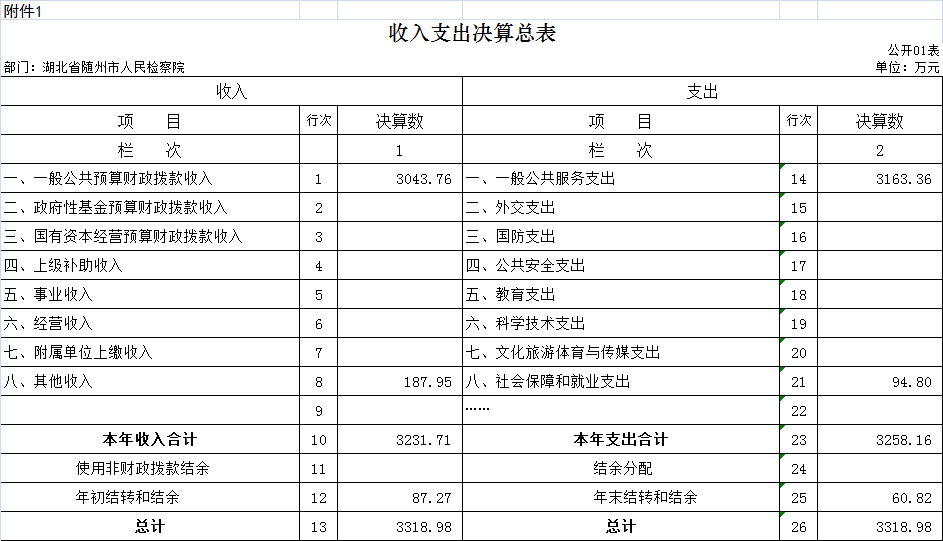 附件1
收入支出决算总表
公开01表
部门：湖北省随州市人民检察院 单位：万元
收入 支出
项 目 行次 决算数 项 目 行次 决算数
栏 次 1 栏 次 2
一、一般公共预算财政拨款收入 1 3043.76 一、一般公共服务支出 14 3163.36
二、政府性基金预算财政拨款收入 2 二、外交支出 15
三、国有资本经营预算财政拨款收入 3 三、国防支出 16
四、上级补助收入 4 四、公共安全支出 17
五、事业收入 5 五、教育支出 18
六、经营收入 6 六、科学技术支出 19
七、附属单位上缴收入 7 七、文化旅游体育与传媒支出 20
八、其他收入 8 187.95 八、社会保障和就业支出 21 94.80
9 …… 22
本年收入合计 10 3231.71 本年支出合计 23 3258.16
使用非财政拨款结余 11 结余分配 24
年初结转和结余 12 87.27 年末结转和结余 25 60.82
总计 13 3318.98 总计 26 3318.98